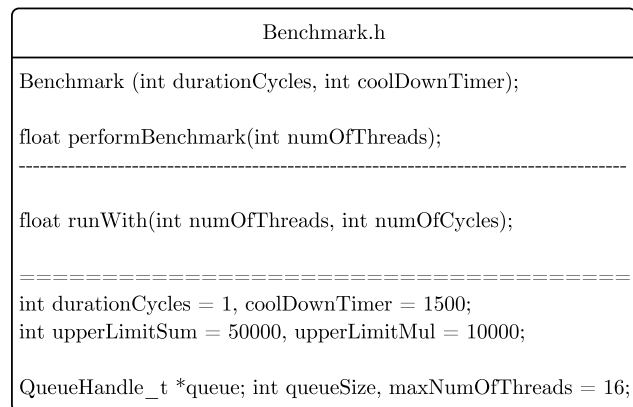 Benchmark.h
Benchmark (int durationCycles, int coolDownTimer);
float performBenchmark(int numOfThreads);
--------------------------------------------------------------------------------------
float runWith(int numOfThreads, int numOfCycles);
=====================================
int durationCycles = 1, coolDownTimer = 1500;
int upperLimitSum = 50000, upperLimitMul = 10000;
QueueHandle_t *queue; int queueSize, maxNumOfThreads = 16;